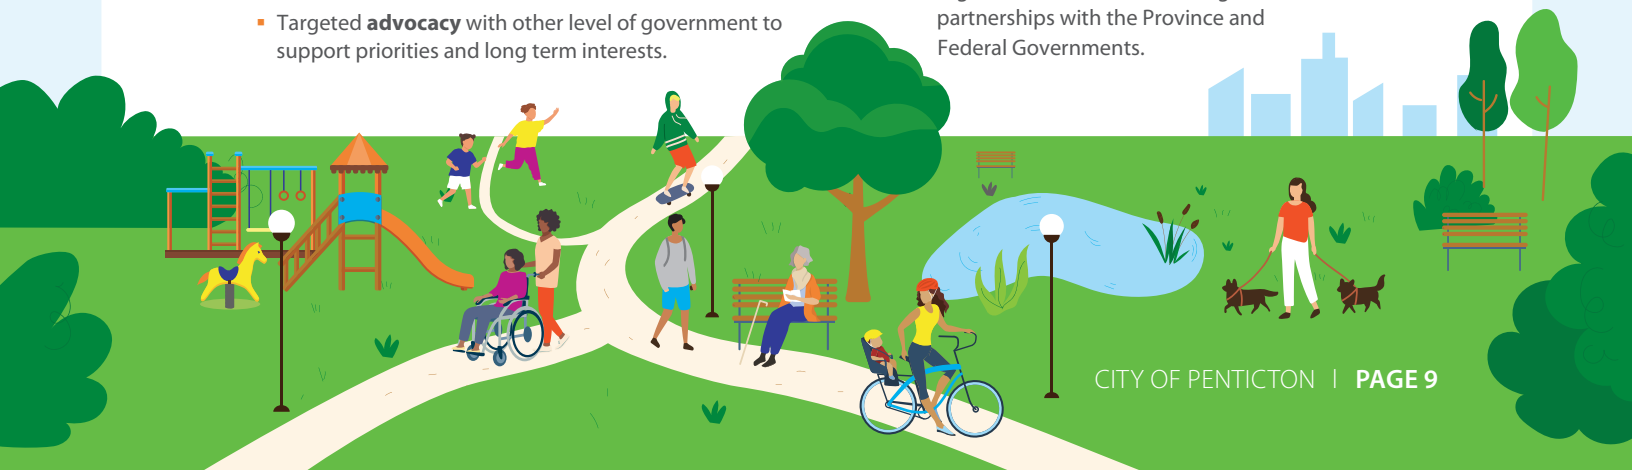 ▪ Targeted advocacy with other level of government to
support priorities and long term interests.
partnerships with the Province and
Federal Governments.
CITY OF PENTICTON | PAGE 9